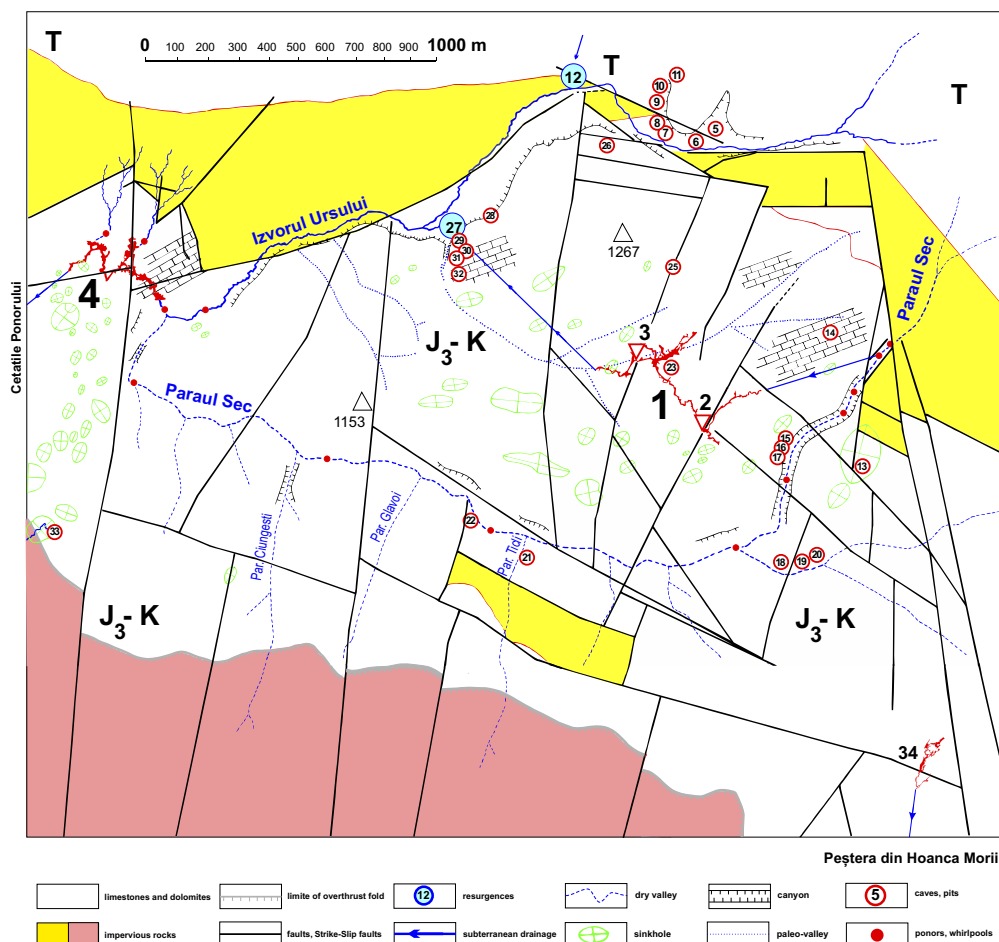 T
0 100 200 300 400 500 600 700 800 900 1000 m
12
T
11
10
9
8
7
5
6
T
26
Izvorul Ursului
27
28
29
30
31
32
1267
25
Paraul Sec
4
Cetatile Ponorului
J3- K
3
14
23
1
2
Paraul Sec
1153
15
16
17
13
22
33
Par. Ciungesti
Par. Glavoi
Par. Ticli
21
18
19
20
J3- K
J3- K
34
Peștera din Hoanca Morii
limestones and dolomites
limite of overthrust fold
12
resurgences
dry valley
canyon
5
caves, pits
impervious rocks
faults, Strike-Slip faults
subterranean drainage
sinkhole
paleo-valley
ponors, whirlpools